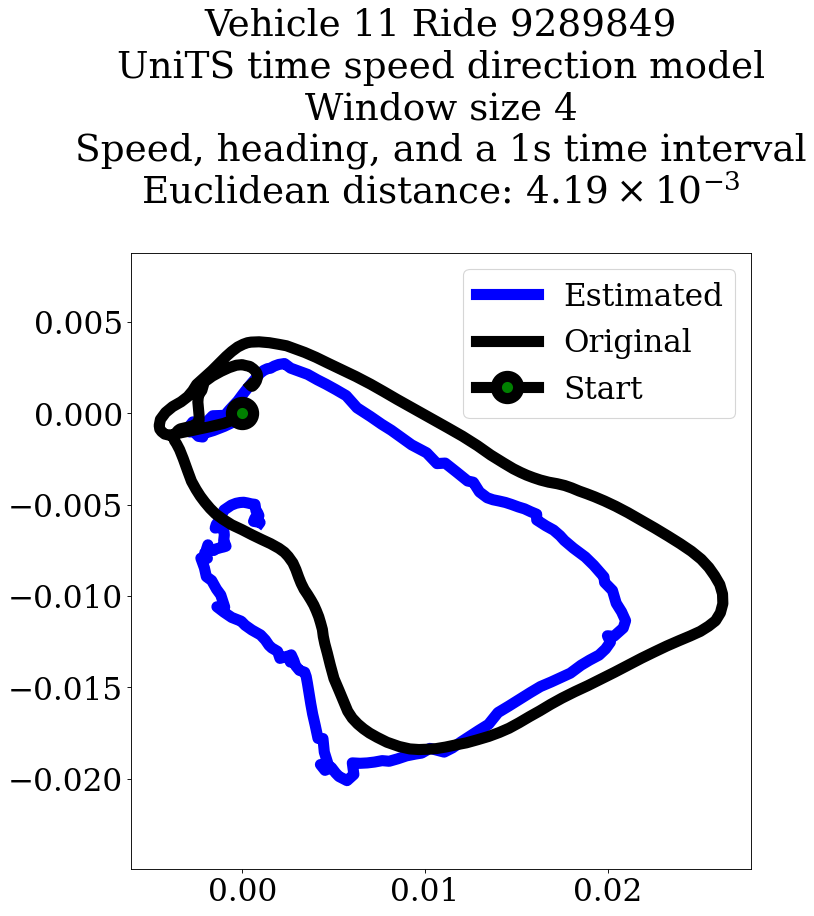 Vehicle 11 Ride 9289849
UniTS time speed direction model
Window size 4
Speed, heading, and a 1s time interval
Euclidean distance: 4.19 × 10⁻³
Estimated
Original
Start
0.005
0.000
−0.005
−0.010
−0.015
−0.020
0.00 0.01 0.02